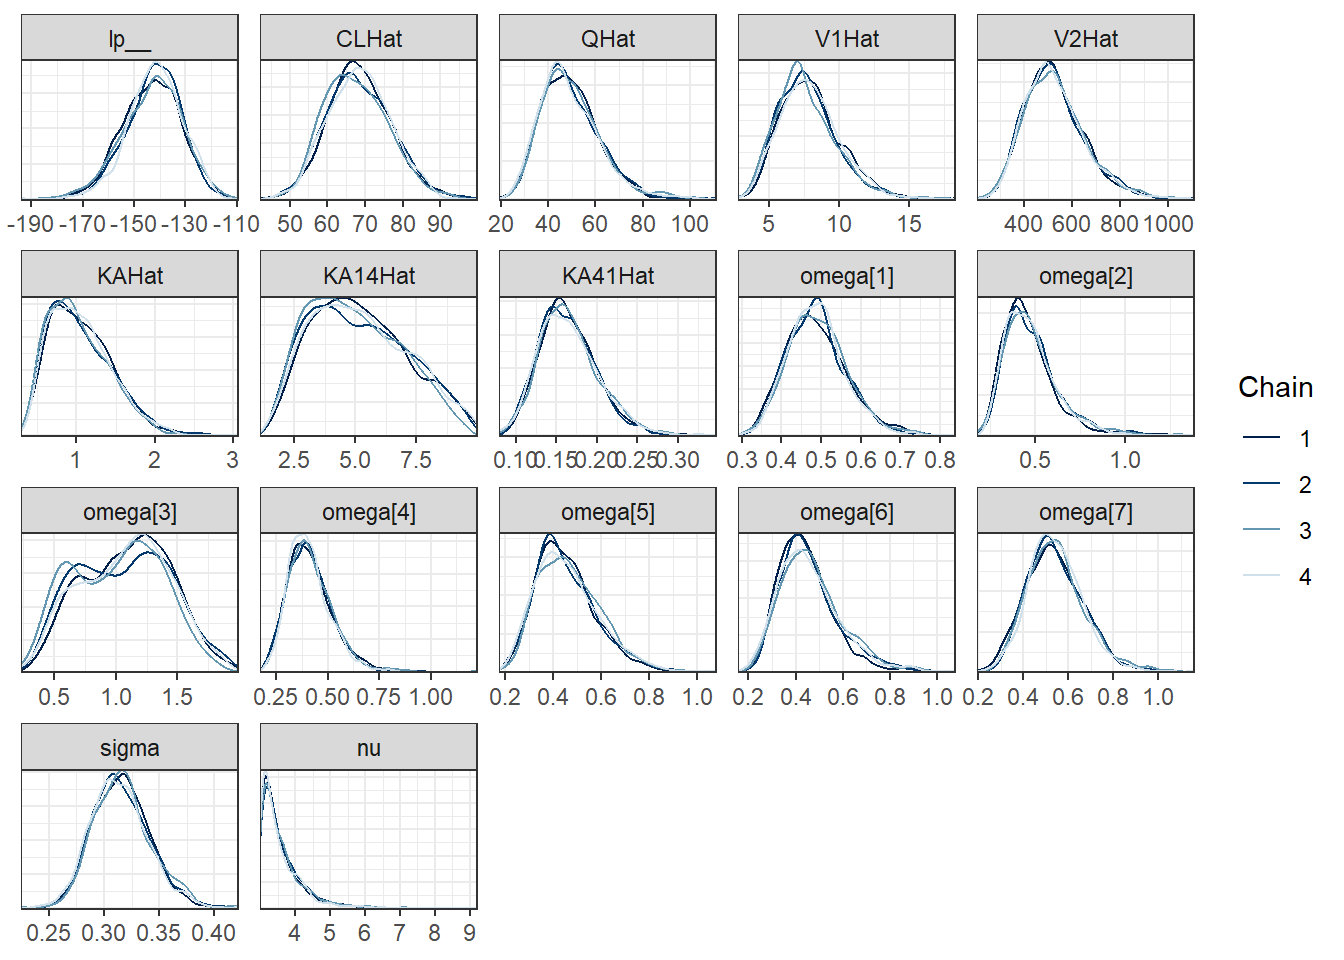 lp__ CLHat QHat V1Hat V2Hat
-190 -170 -150 -130 -110 50 60 70 80 90 20 40 60 80 100 5 10 15 400 600 800 1000
KAHat KA14Hat KA41Hat omega[1] omega[2]
1 2 3 2.5 5.0 7.5 0.10 0.15 0.20 0.25 0.30 0.3 0.4 0.5 0.6 0.7 0.8 0.5 1.0
Chain
1
2
3
4
omega[3] omega[4] omega[5] omega[6] omega[7]
0.5 1.0 1.5 0.25 0.50 0.75 1.00 0.2 0.4 0.6 0.8 1.0 0.2 0.4 0.6 0.8 1.0 0.2 0.4 0.6 0.8 1.0
sigma nu
0.25 0.30 0.35 0.40 4 5 6 7 8 9